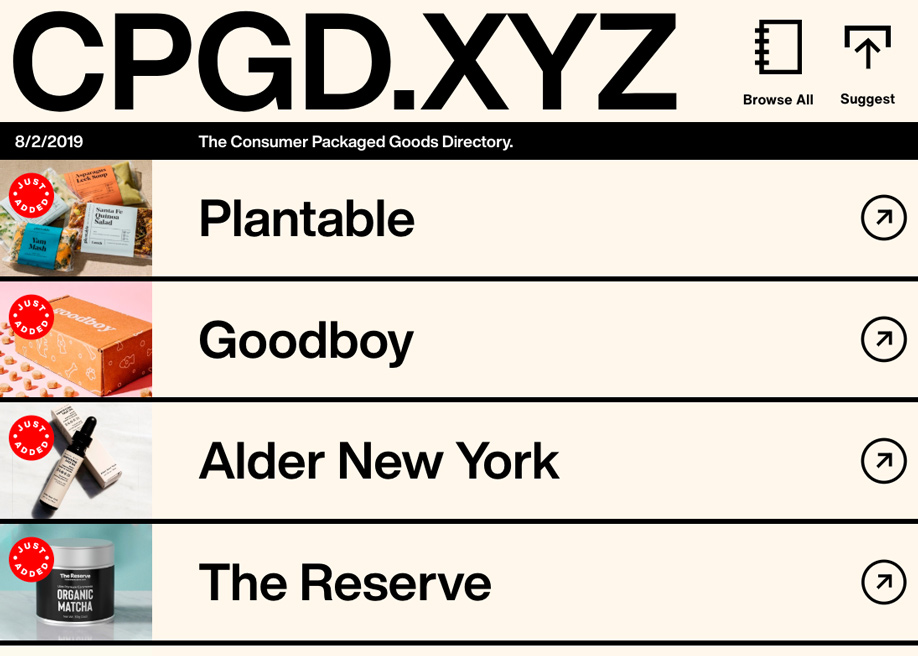 CPGD.XYZ
Browse All
Suggest
8/2/2019
The Consumer Packaged Goods Directory.
JUST ADDED
Asparagus
Leek Soup
Santa Fe
Quinoa
Salad
Yam
Mash
Plantable
JUST ADDED
goodboy
Goodboy
JUST ADDED
Alder New York
JUST ADDED
The Reserve
ORGANIC
MATCHA
The Reserve